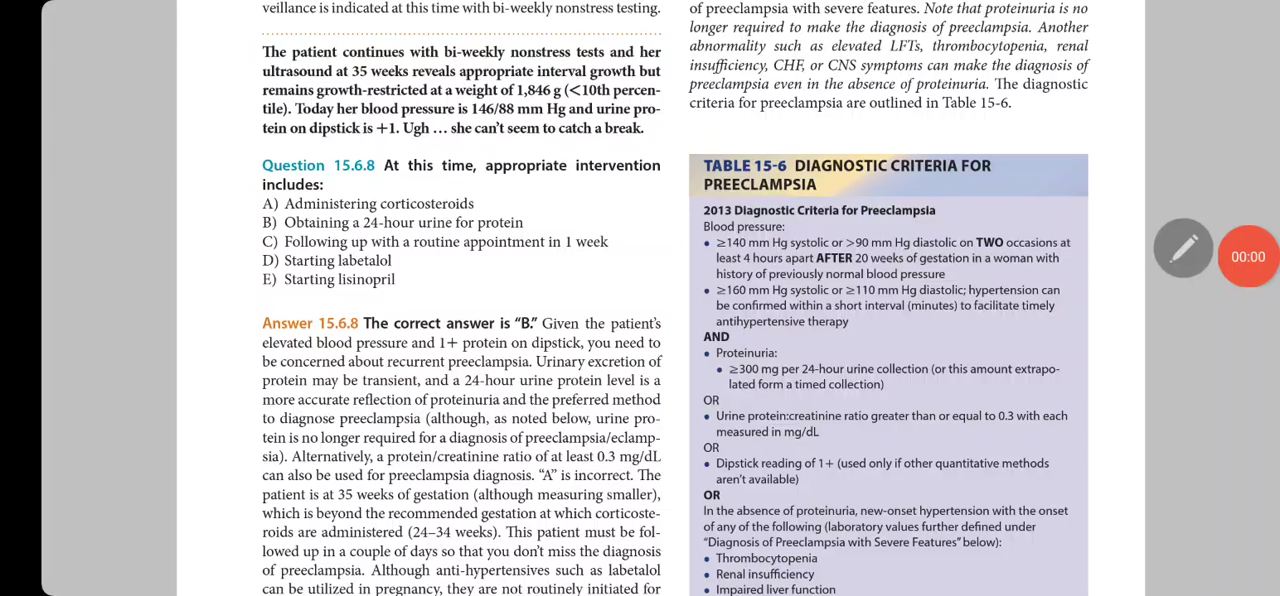 veillance is indicated at this time with bi-weekly nonstress testing.
The patient continues with bi-weekly nonstress tests and her
ultrasound at 35 weeks reveals appropriate interval growth but
remains growth-restricted at a weight of 1,846 g (<10th percen-
tile). Today her blood pressure is 146/88 mm Hg and urine pro-
tein on dipstick is +1. Ugh … she can't seem to catch a break.
Question 15.6.8 At this time, appropriate intervention
includes:
A) Administering corticosteroids
B) Obtaining a 24-hour urine for protein
C) Following up with a routine appointment in 1 week
D) Starting labetalol
E) Starting lisinopril
Answer 15.6.8 The correct answer is "B." Given the patient's
elevated blood pressure and 1+ protein on dipstick, you need to
be concerned about recurrent preeclampsia. Urinary excretion of
protein may be transient, and a 24-hour urine protein level is a
more accurate reflection of proteinuria and the preferred method
to diagnose preeclampsia (although, as noted below, urine pro-
tein is no longer required for a diagnosis of preeclampsia/eclamp-
sia). Alternatively, a protein/creatinine ratio of at least 0.3 mg/dL
can also be used for preeclampsia diagnosis. "A" is incorrect. The
patient is at 35 weeks of gestation (although measuring smaller),
which is beyond the recommended gestation at which corticoste-
roids are administered (24–34 weeks). This patient must be fol-
lowed up in a couple of days so that you don't miss the diagnosis
of preeclampsia. Although anti-hypertensives such as labetalol
can be utilized in pregnancy, they are not routinely initiated for
of preeclampsia with severe features. Note that proteinuria is no
longer required to make the diagnosis of preeclampsia. Another
abnormality such as elevated LFTs, thrombocytopenia, renal
insufficiency, CHF, or CNS symptoms can make the diagnosis of
preeclampsia even in the absence of proteinuria. The diagnostic
criteria for preeclampsia are outlined in Table 15-6.
TABLE 15-6 DIAGNOSTIC CRITERIA FOR
PREECLAMPSIA
2013 Diagnostic Criteria for Preeclampsia
Blood pressure:
• ≥140 mm Hg systolic or >90 mm Hg diastolic on TWO occasions at
least 4 hours apart AFTER 20 weeks of gestation in a woman with
history of previously normal blood pressure
• ≥160 mm Hg systolic or ≥110 mm Hg diastolic; hypertension can
be confirmed within a short interval (minutes) to facilitate timely
antihypertensive therapy
AND
• Proteinuria:
• ≥300 mg per 24-hour urine collection (or this amount extrapo-
lated form a timed collection)
OR
• Urine protein:creatinine ratio greater than or equal to 0.3 with each
measured in mg/dL
OR
• Dipstick reading of 1+ (used only if other quantitative methods
aren't available)
OR
In the absence of proteinuria, new-onset hypertension with the onset
of any of the following (laboratory values further defined under
"Diagnosis of Preeclampsia with Severe Features" below):
• Thrombocytopenia
• Renal insufficiency
• Impaired liver function
00:00